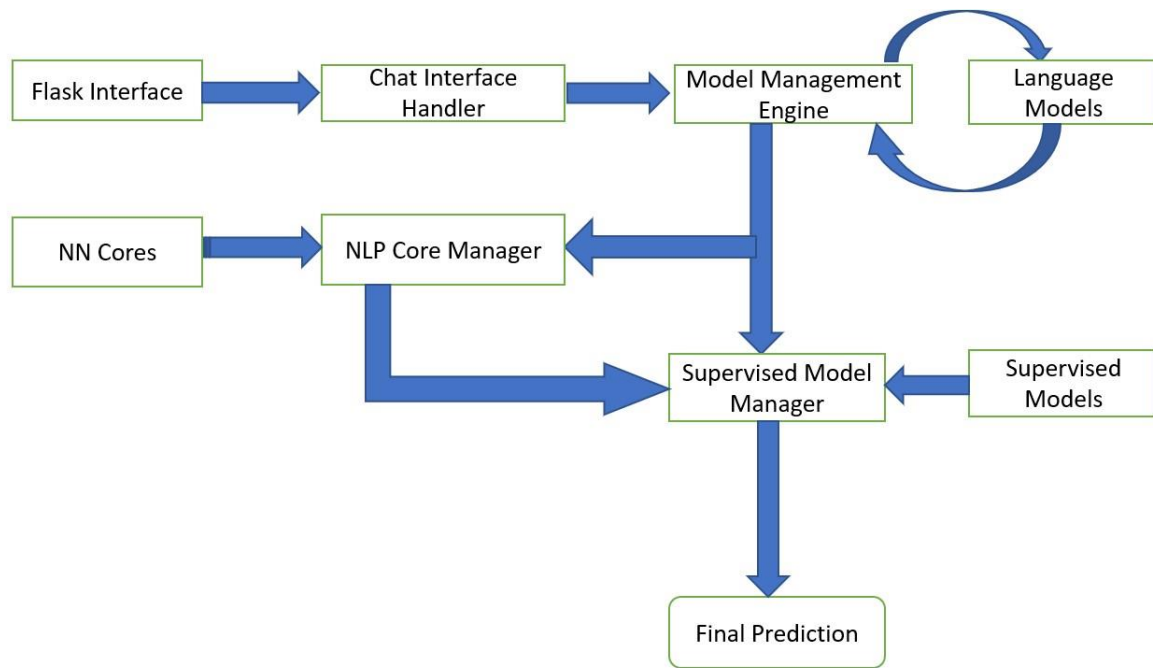 Flask Interface
Chat Interface
Handler
Model Management
Engine
Language
Models
NN Cores
NLP Core Manager
Supervised Model
Manager
Supervised
Models
Final Prediction